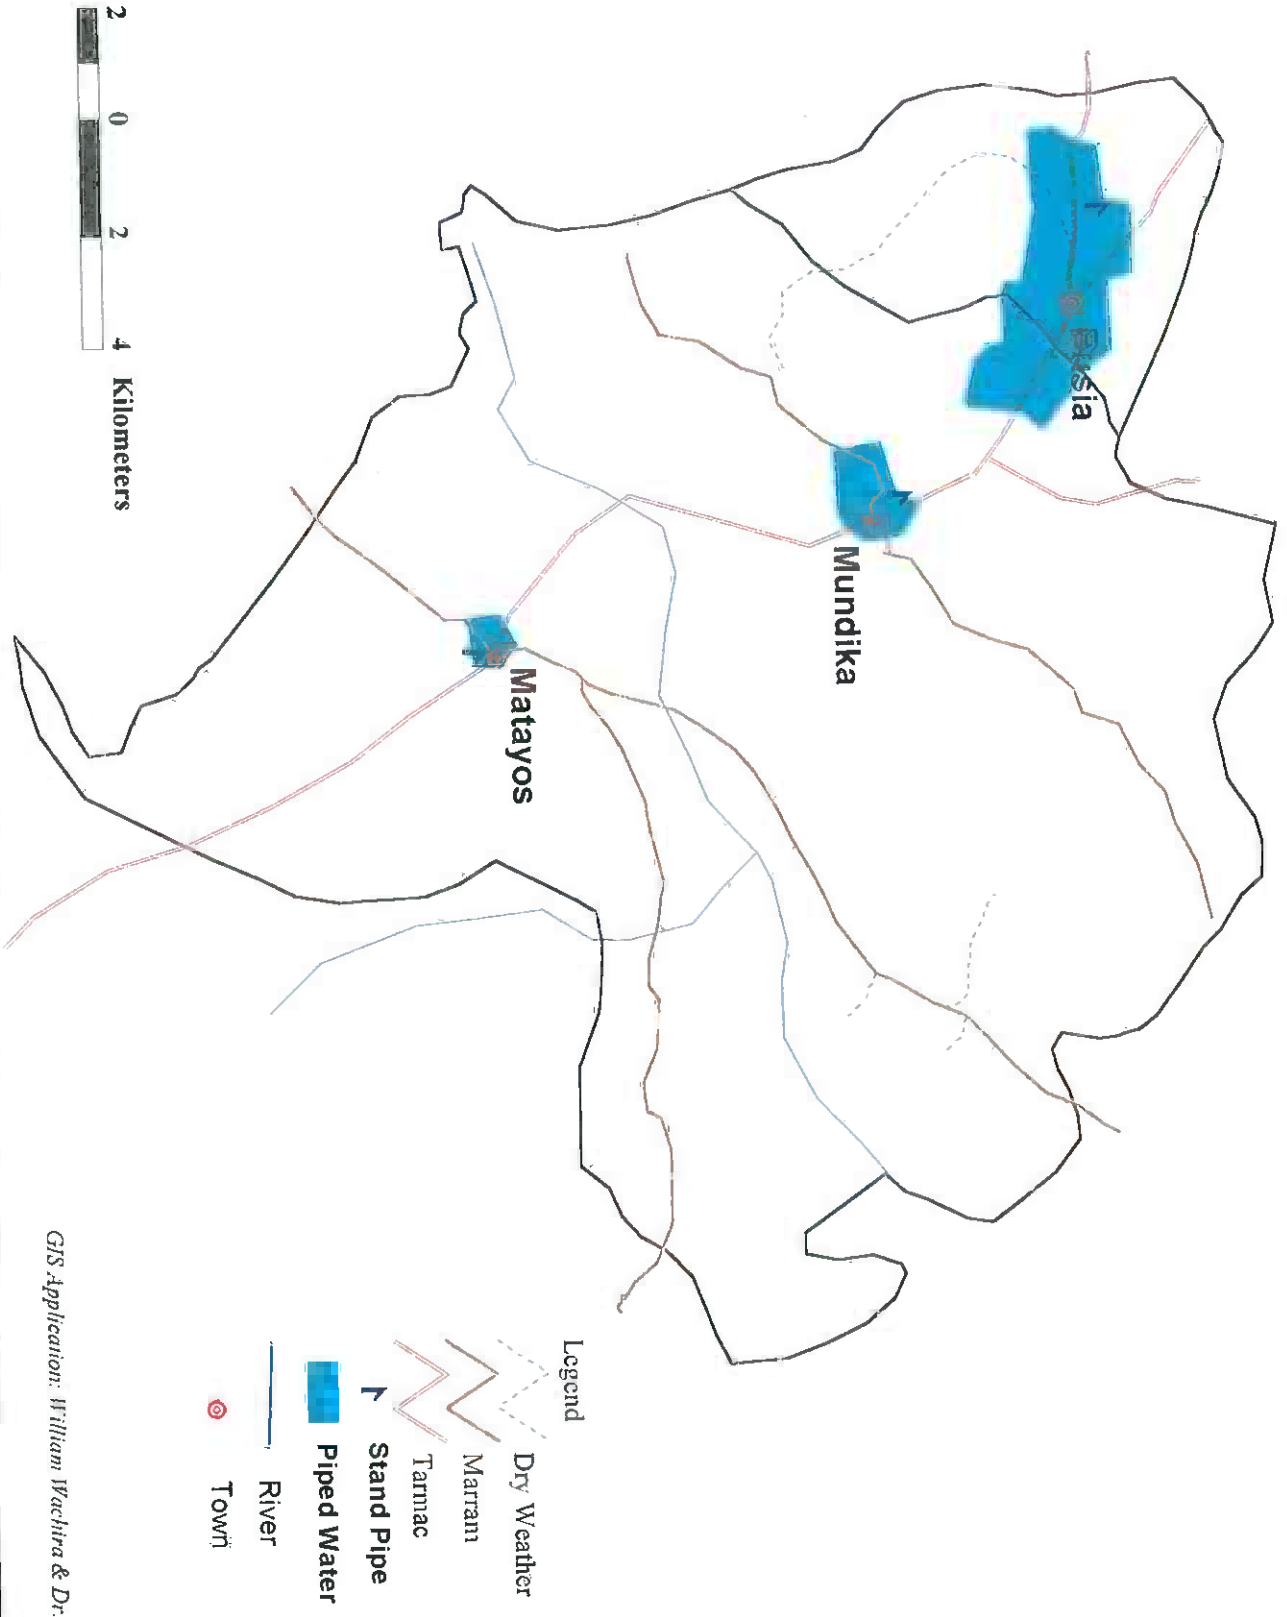 Busia
Mundika
Matayos
Legend
Dry Weather
Marram
Tarmac
Stand Pipe
Piped Water
River
Town
2 0 2 4 Kilometers
GIS Application: William Wachira & Dr.